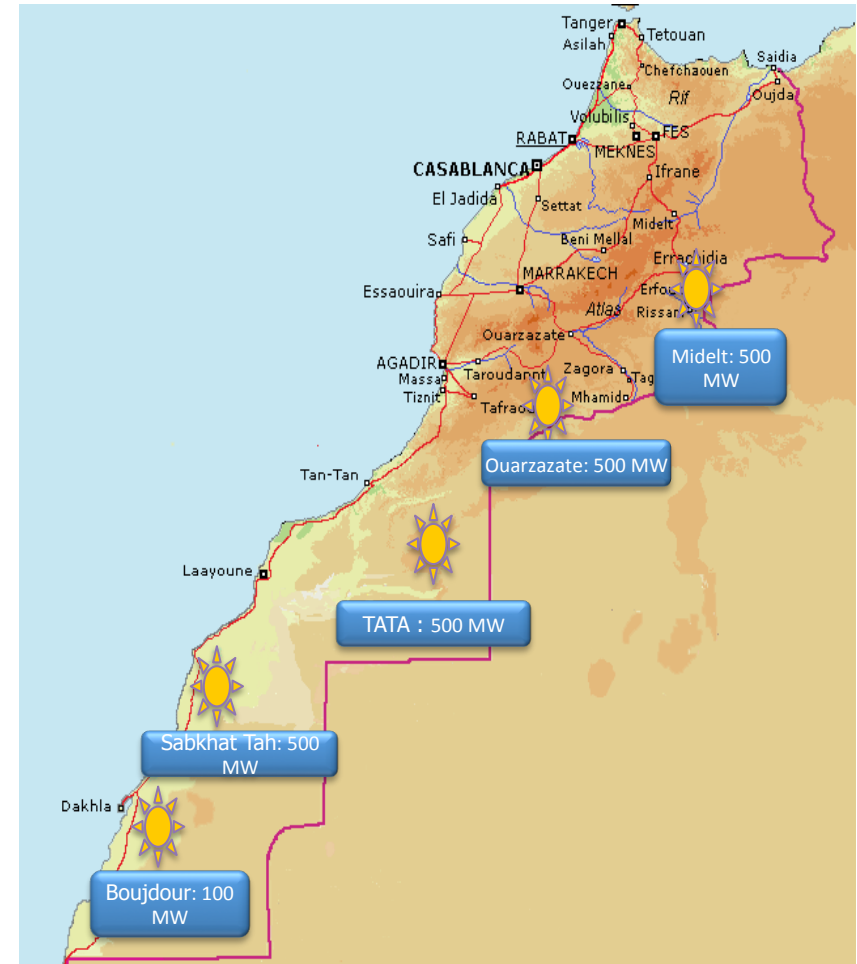 Tanger
Tetouan
Asilah
Saidia
Chefchaouen
Ouezzane
Rif
Oujda
Volubilis
RABAT
FES
MEKNES
CASABLANCA
Ifrane
El Jadida
Settat
Midelt
Safi
Beni Mellal
Errachidia
MARRAKECH
Essaouira
Erfou
Atlas
Rissan
Ouarzazate
Midelt: 500
MW
AGADIR
Taroudannt
Zagora
Tag
Massa
Tiznit
Tafraou
Mhamid
Ouarzazate: 500 MW
Tan-Tan
Laayoune
TATA : 500 MW
Sabkhat Tah: 500
MW
Dakhla
Boujdour: 100
MW